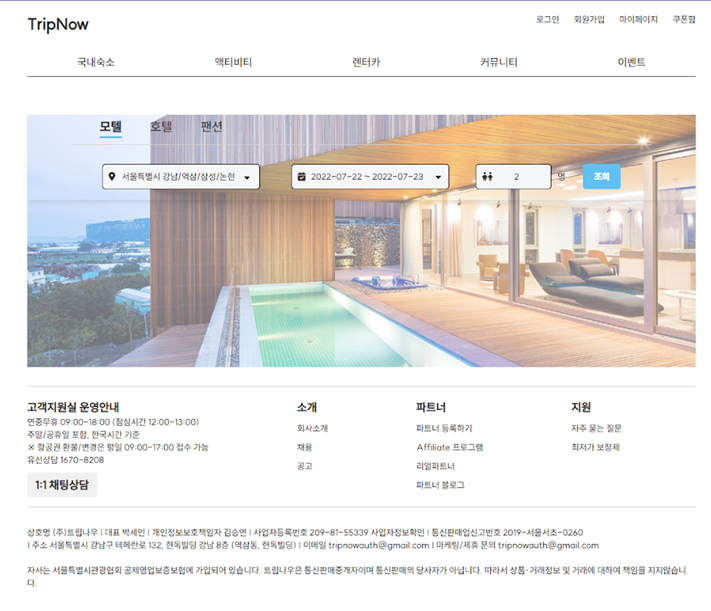 TripNow
로그인 회원가입 마이페이지 쿠폰함
국내숙소 액티비티 렌터카 커뮤니티 이벤트
모텔 호텔 팬션
서울특별시 강남/역삼/삼성/논현 2022-07-22 ~ 2022-07-23 2 명 조회
고객지원실 운영안내
연중무휴 09:00-18:00 (점심시간 12:00-13:00)
주말/공휴일 포함, 한국시간 기준
※ 항공권 환불/변경은 평일 09:00-17:00 접수 가능
유선상담 1670-8208
1:1 채팅상담
소개
회사소개
채용
공고
파트너
파트너 등록하기
Affiliate 프로그램
리얼파트너
파트너 블로그
지원
자주 묻는 질문
최저가 보장제
상호명 (주)트립나우 | 대표 박세인 | 개인정보보호책임자 김승연 | 사업자등록번호 209-81-55339 사업자정보확인 | 통신판매업신고번호 2019-서울서초-0260
| 주소 서울특별시 강남구 테헤란로 132, 한독빌딩 강남 8층 (역삼동, 한독빌딩) | 이메일 tripnowauth@gmail.com | 마케팅/제휴 문의 tripnowauth@gmail.com
자사는 서울특별시관광협회 공제영업보증보험에 가입되어 있습니다. 트립나우은 통신판매중개자이며 통신판매의 당사자가 아닙니다. 따라서 상품·거래정보 및 거래에 대하여 책임을 지지않습니
다.